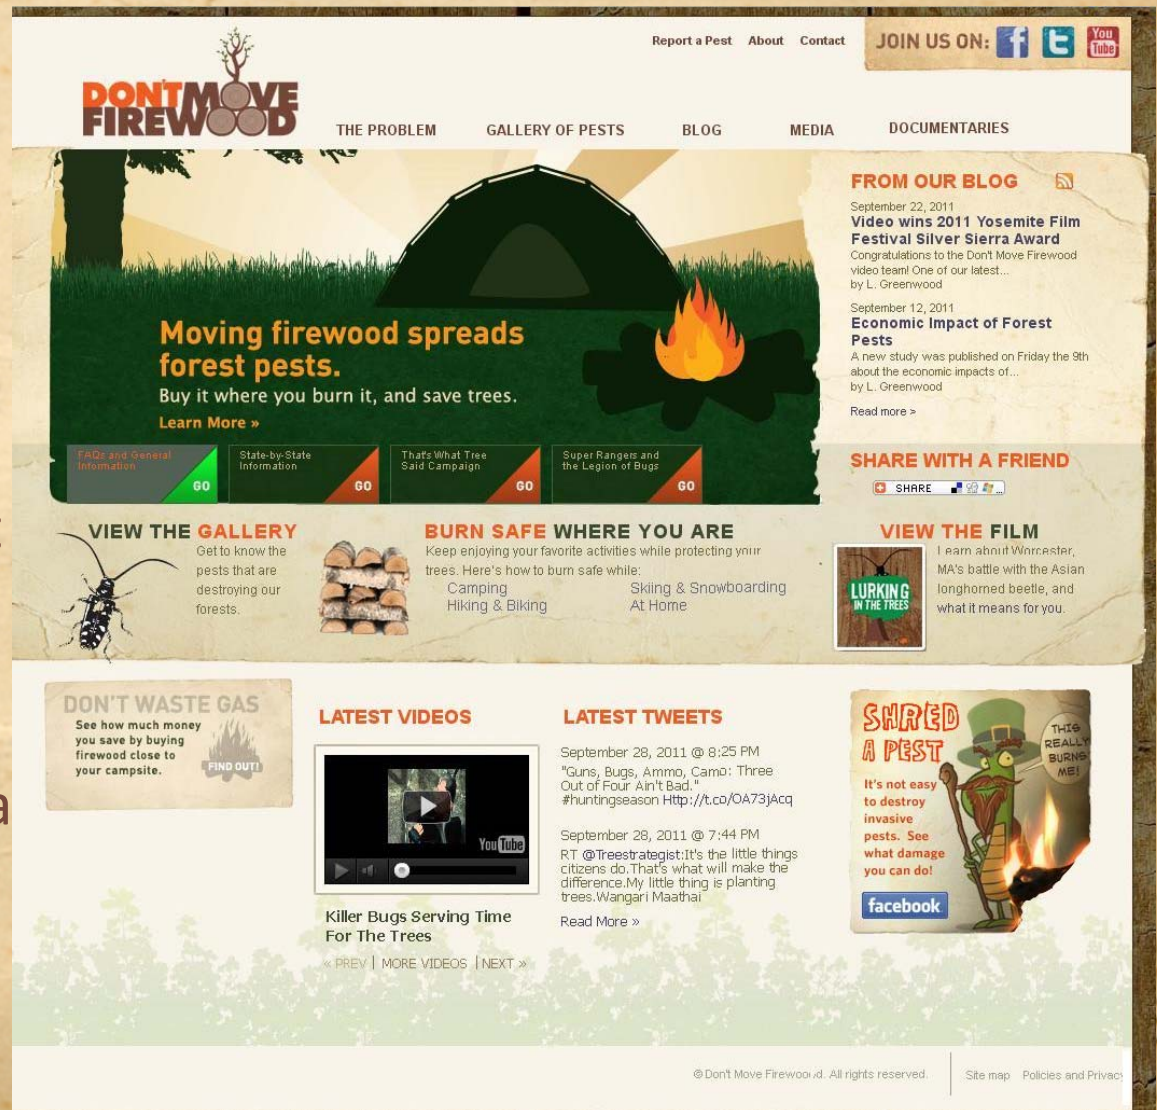 Report a Pest About Contact
JOIN US ON: f t You Tube
DON'T MOVE
FIREWOOD
THE PROBLEM GALLERY OF PESTS BLOG MEDIA DOCUMENTARIES
Moving firewood spreads
forest pests.
Buy it where you burn it, and save trees.
Learn More »
FAQs and General
Information
GO
State-by-State
Information
GO
That's What Tree
Said Campaign
GO
Super Rangers and
the Legion of Bugs
GO
FROM OUR BLOG
September 22, 2011
Video wins 2011 Yosemite Film
Festival Silver Sierra Award
Congratulations to the Don't Move Firewood
video team! One of our latest...
by L. Greenwood
September 12, 2011
Economic Impact of Forest
Pests
A new study was published on Friday the 9th
about the economic impacts of...
by L. Greenwood
Read more >
SHARE WITH A FRIEND
SHARE
VIEW THE GALLERY
Get to know the
pests that are
destroying our
forests.
BURN SAFE WHERE YOU ARE
Keep enjoying your favorite activities while protecting your
trees. Here's how to burn safe while:
Camping Skiing & Snowboarding
Hiking & Biking At Home
VIEW THE FILM
LURKING
IN THE TREES
Learn about Worcester,
MA's battle with the Asian
longhorned beetle, and
what it means for you.
DON'T WASTE GAS
See how much money
you save by buying
firewood close to
your campsite.
FIND OUT!
LATEST VIDEOS
You Tube
Killer Bugs Serving Time
For The Trees
« PREV | MORE VIDEOS | NEXT »
LATEST TWEETS
September 28, 2011 @ 8:25 PM
"Guns, Bugs, Ammo, Camo: Three
Out of Four Ain't Bad."
#huntingseason Http://t.co/OA73jAcq
September 28, 2011 @ 7:44 PM
RT @Treestrategist:It's the little things
citizens do.That's what will make the
difference.My little thing is planting
trees.Wangari Maathai
Read More »
SHRED
A PEST
THIS
REALLY
BURNS
ME!
It's not easy
to destroy
invasive
pests. See
what damage
you can do!
facebook
© Don't Move Firewood. All rights reserved. Site map Policies and Privacy